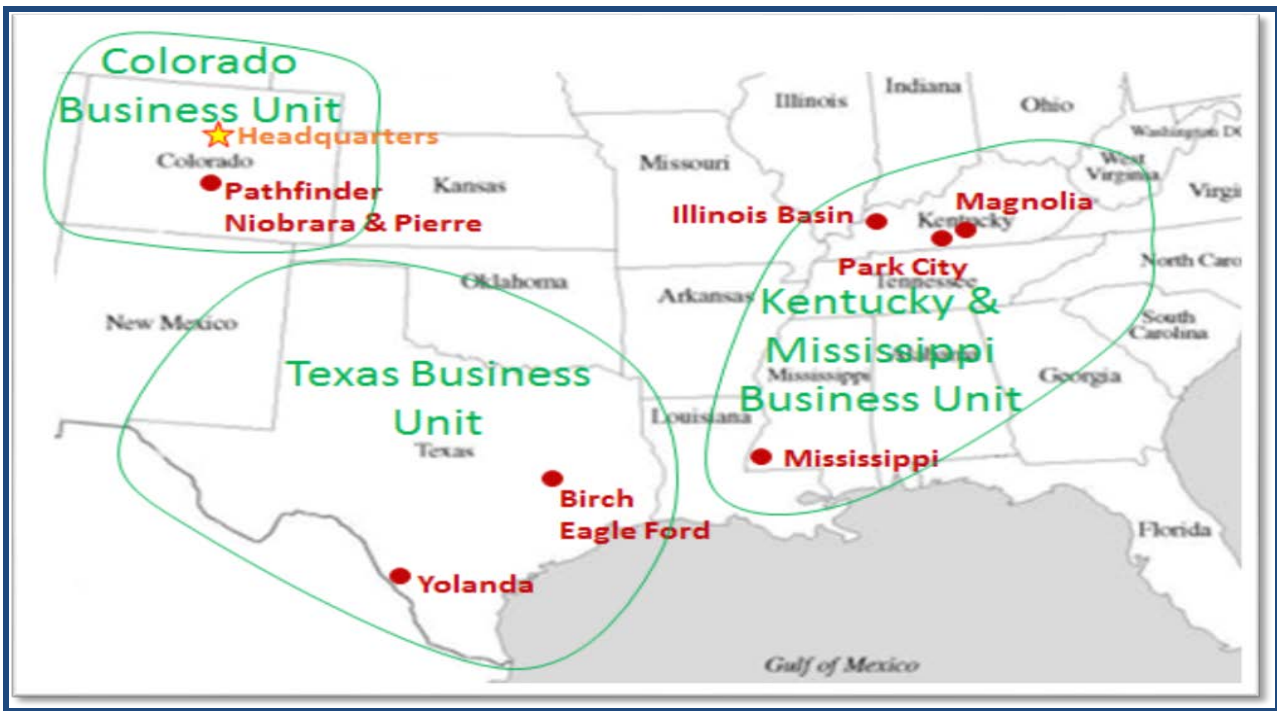 Colorado
Business Unit
Headquarters
Colorado
Pathfinder
Niobrara & Pierre
Kansas
Missouri
Illinois
Indiana
Ohio
Washington DC
West
Virginia
Virgi
Magnolia
Illinois Basin
Kentucky
Park City
Tennessee
North Caro
South
Carolina
Oklahoma
Arkansas
New Mexico
Kentucky &
Mississippi
Alabama
Business Unit
Mississippi
Georgia
Texas Business
Unit
Texas
Louisiana
Mississippi
Birch
Eagle Ford
Yolanda
Florida
Gulf of Mexico